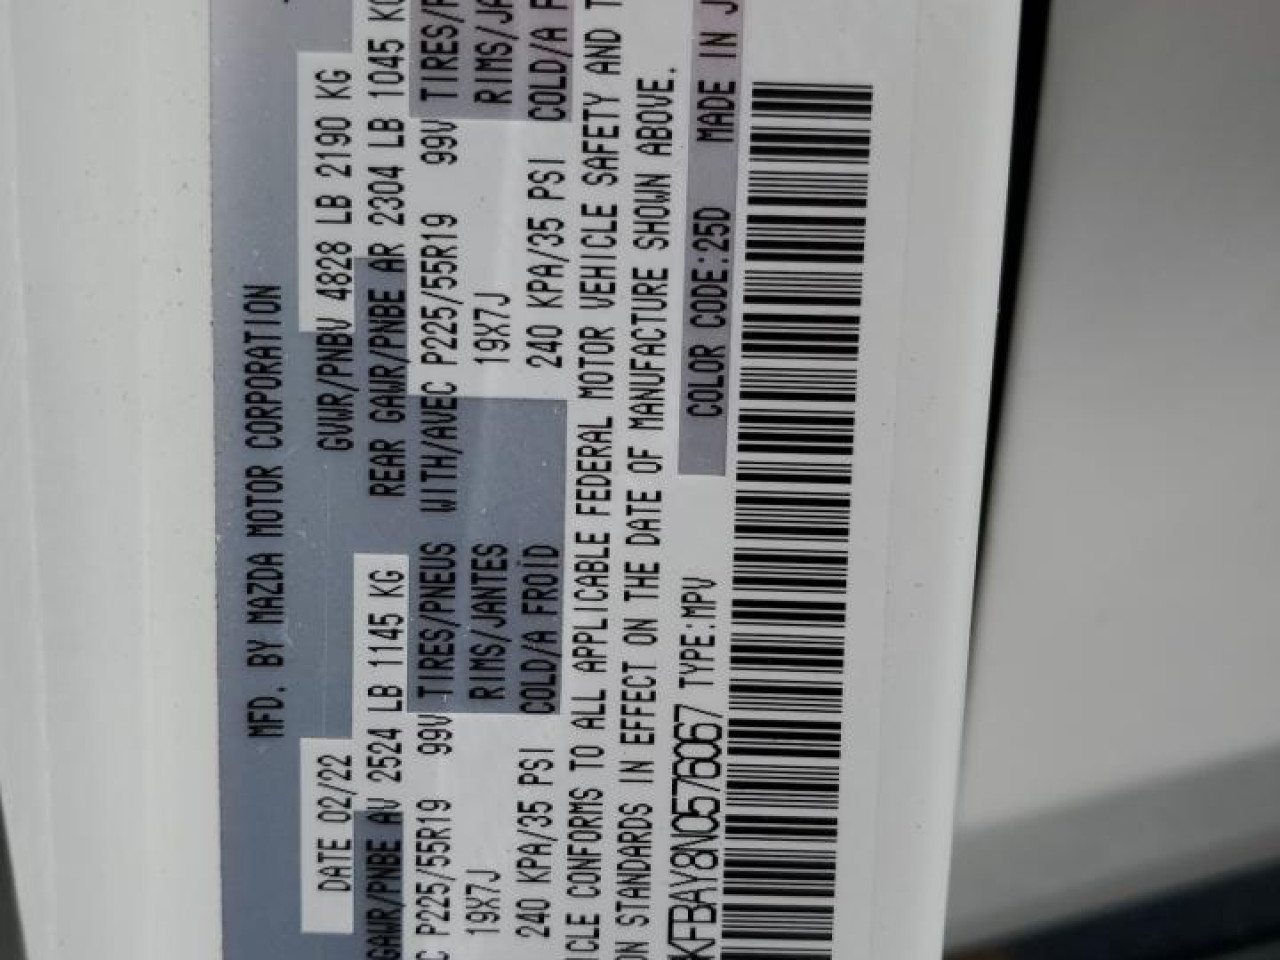 MFD. BY MAZDA MOTOR CORPORATION
DATE 02/22 GVWR/PNBV 4828 LB 2190 KG
GAWR/PNBE AV 2524 LB 1145 KG REAR GAWR/PNBE AR 2304 LB 1045 KG
P225/55R19 99V TIRES/PNEUS WITH/AVEC P225/55R19 99V TIRES/
19X7J RIMS/JANTES 19X7J RIMS/
240 KPA/35 PSI COLD/A FROÍD 240 KPA/35 PSI COLD/A
CONFORMS TO ALL APPLICABLE FEDERAL MOTOR VEHICLE SAFETY AND
STANDARDS IN EFFECT ON THE DATE OF MANUFACTURE SHOWN ABOVE.
KFBAY8N0576067 TYPE:MPV COLOR CODE:25D MADE IN J